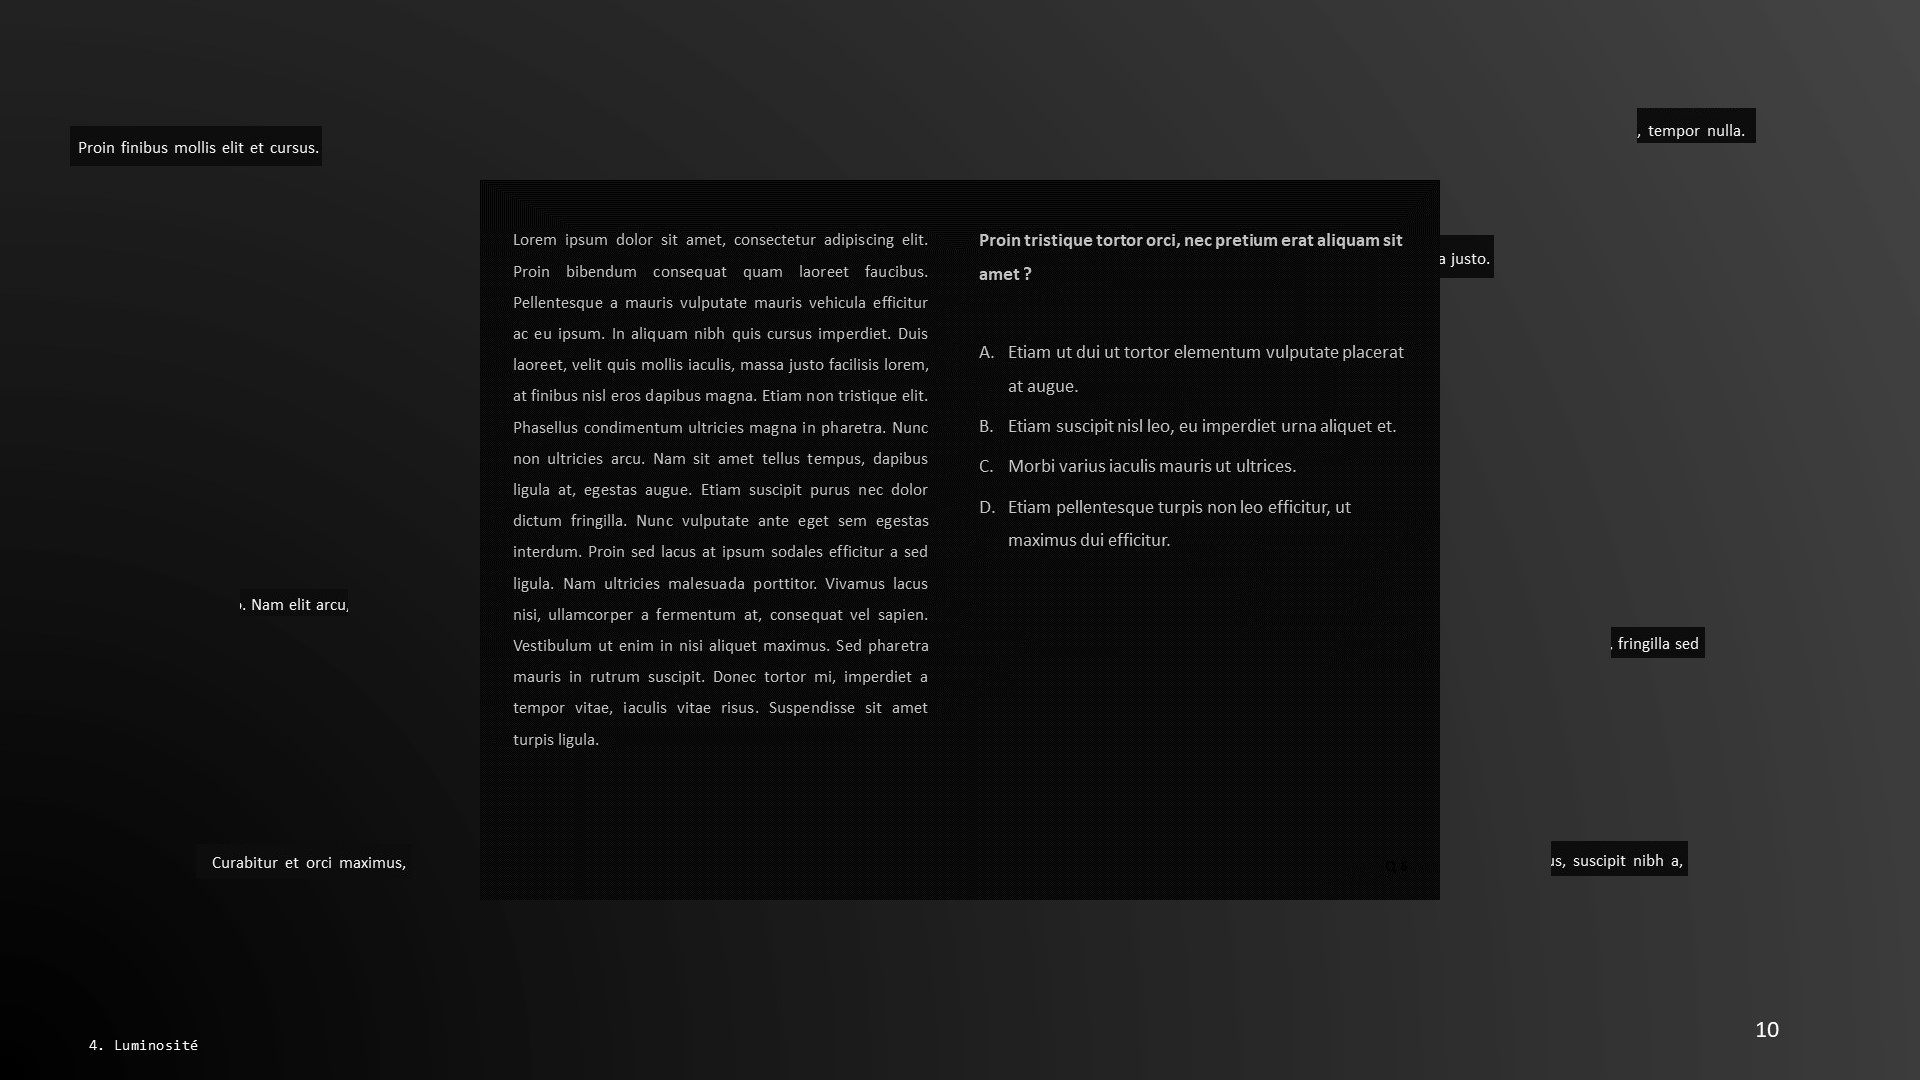 , tempor nulla.
Proin finibus mollis elit et cursus.
Lorem ipsum dolor sit amet, consectetur adipiscing elit.
Proin bibendum consequat quam laoreet faucibus.
Pellentesque a mauris vulputate mauris vehicula efficitur
ac eu ipsum. In aliquam nibh quis cursus imperdiet. Duis
laoreet, velit quis mollis iaculis, massa justo facilisis lorem,
at finibus nisl eros dapibus magna. Etiam non tristique elit.
Phasellus condimentum ultricies magna in pharetra. Nunc
non ultricies arcu. Nam sit amet tellus tempus, dapibus
ligula at, egestas augue. Etiam suscipit purus nec dolor
dictum fringilla. Nunc vulputate ante eget sem egestas
interdum. Proin sed lacus at ipsum sodales efficitur a sed
ligula. Nam ultricies malesuada porttitor. Vivamus lacus
nisi, ullamcorper a fermentum at, consequat vel sapien.
Vestibulum ut enim in nisi aliquet maximus. Sed pharetra
mauris in rutrum suscipit. Donec tortor mi, imperdiet a
tempor vitae, iaculis vitae risus. Suspendisse sit amet
turpis ligula.
Proin tristique tortor orci, nec pretium erat aliquam sit
amet ?
A. Etiam ut dui ut tortor elementum vulputate placerat
at augue.
B. Etiam suscipit nisl leo, eu imperdiet urna aliquet et.
C. Morbi varius iaculis mauris ut ultrices.
D. Etiam pellentesque turpis non leo efficitur, ut
maximus dui efficitur.
a justo.
. Nam elit arcu,
, fringilla sed
Curabitur et orci maximus,
us, suscipit nibh a,
10
4. Luminosité